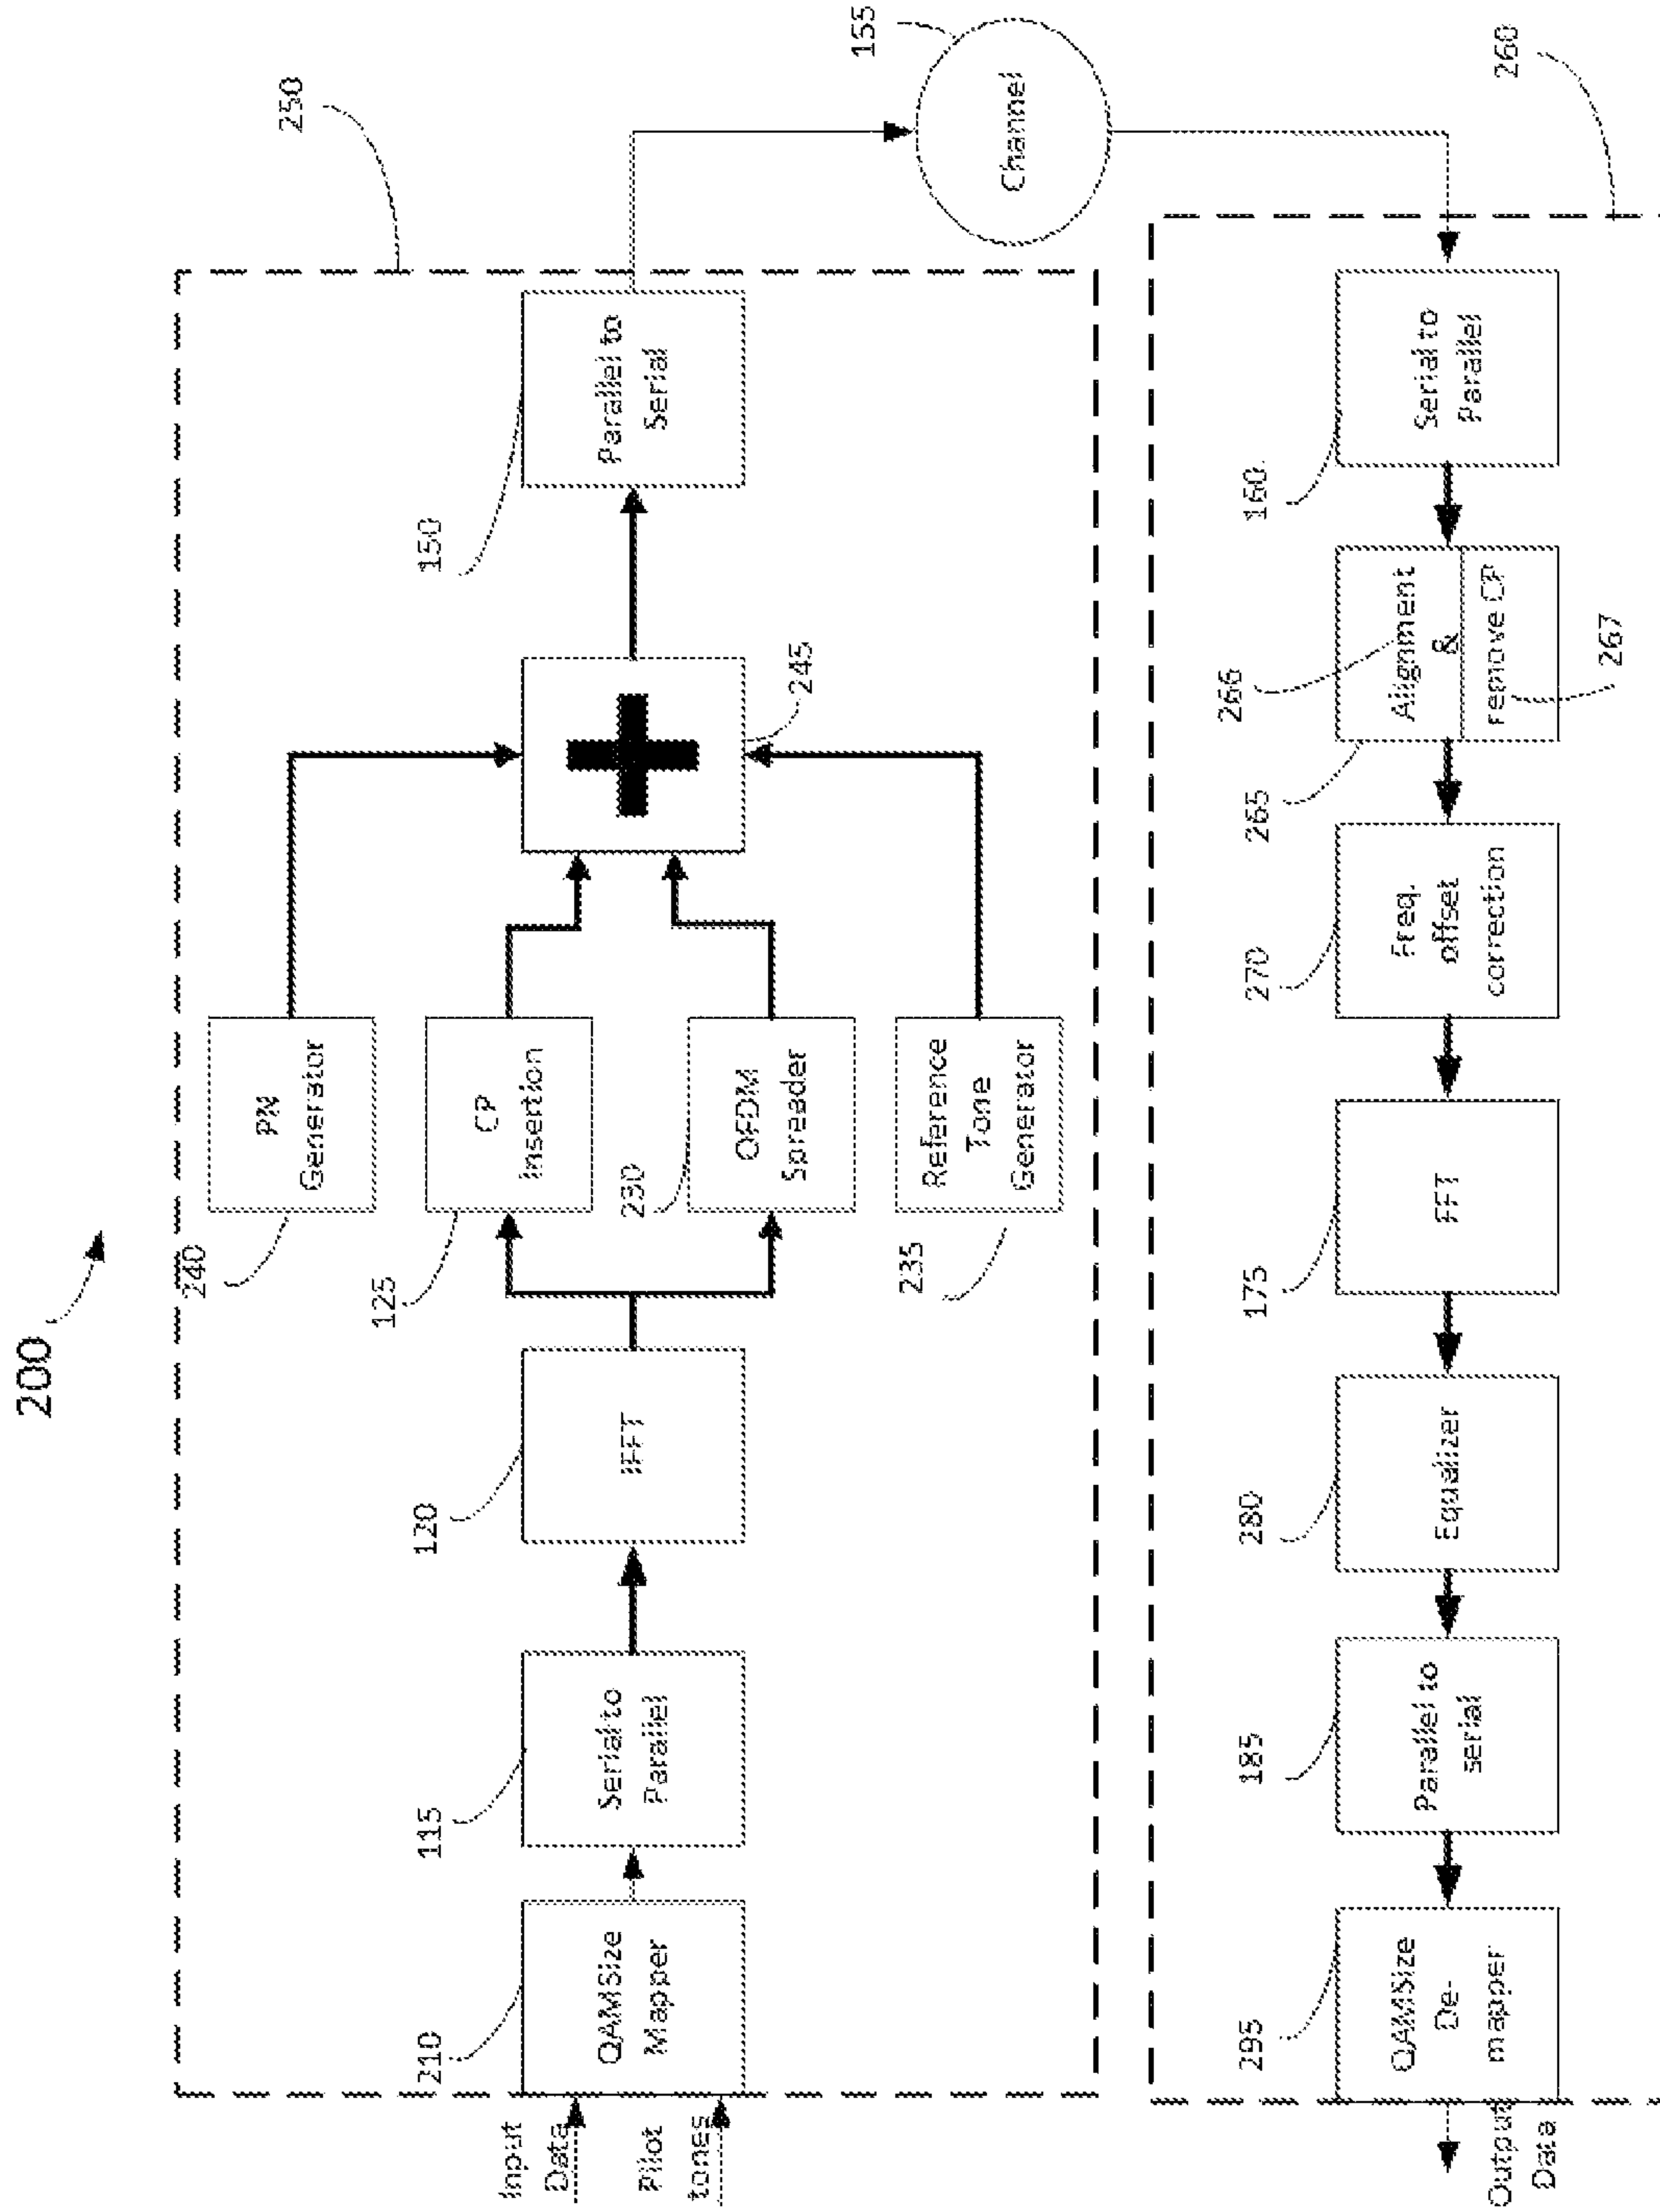 200
250
Input
Data
Pilot
tones
210
QAMSize
Mapper
115
Serial to
Parallel
120
IFFT
240
PN
Generator
125
CP
Insertion
230
OFDM
Spreader
235
Reference
Tone
Generator
245
150
Parallel to
Serial
155
Channel
260
160
Serial to
Parallel
265
266
Alignment
&
remove CP
267
270
Freq.
offset
correction
175
FFT
280
Equalizer
185
Parallel to
serial
295
QAMSize
De-
mapper
Output
Data